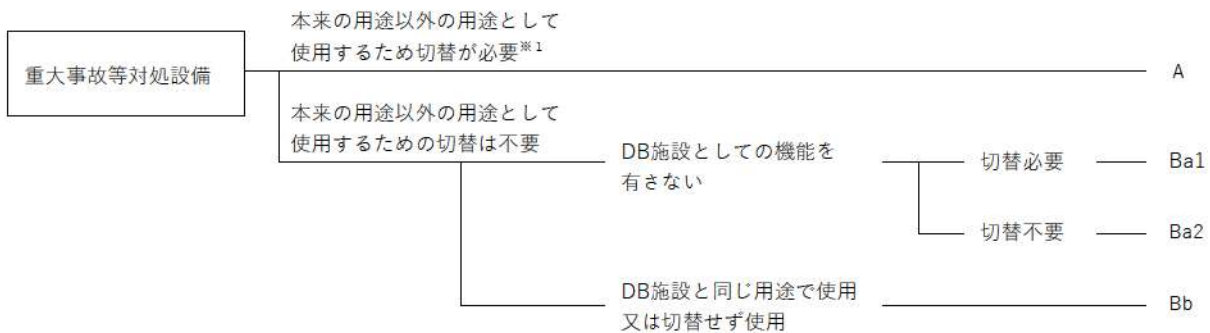 本来の用途以外の用途として
使用するため切替が必要※1
重大事故等対処設備
A
本来の用途以外の用途として
使用するための切替は不要
DB施設としての機能を
有さない
切替必要
Ba1
切替不要
Ba2
DB施設と同じ用途で使用
又は切替せず使用
Bb